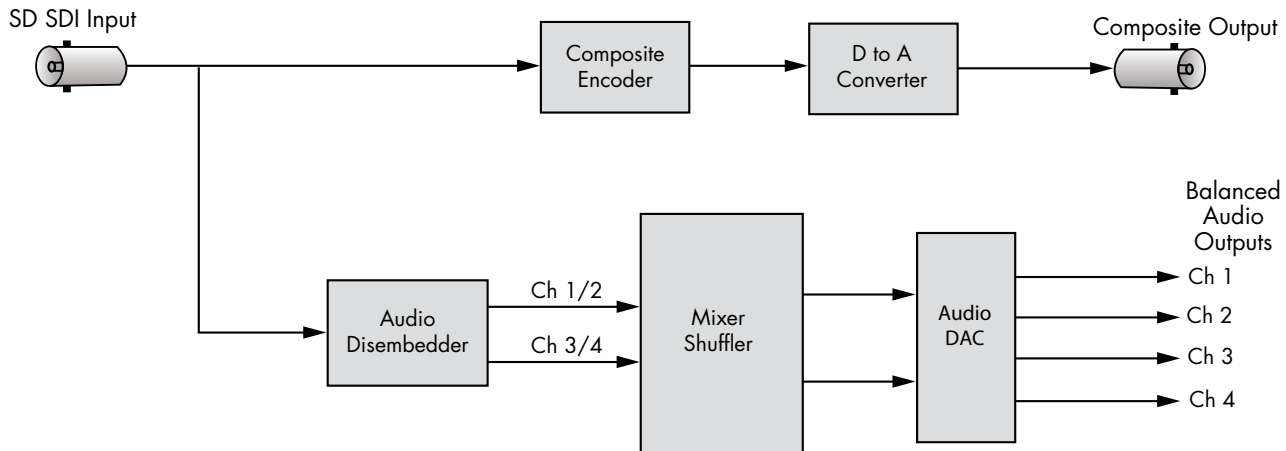 SD SDI Input
Composite
Encoder
D to A
Converter
Composite Output
Audio
Disembedder
Ch 1/2
Ch 3/4
Mixer
Shuffler
Audio
DAC
Balanced
Audio
Outputs
Ch 1
Ch 2
Ch 3
Ch 4